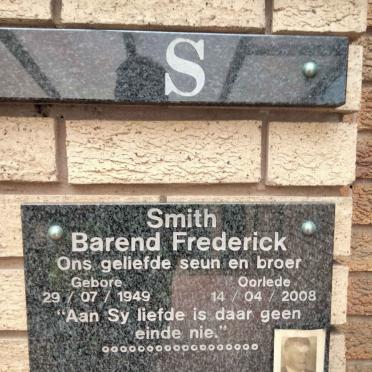 S
Smith
Barend Frederick
Ons geliefde seun en broer
Gebore Oorlede
29 / 07 / 1949 14 / 04 / 2008
"Aan Sy liefde is daar geen
einde nie."